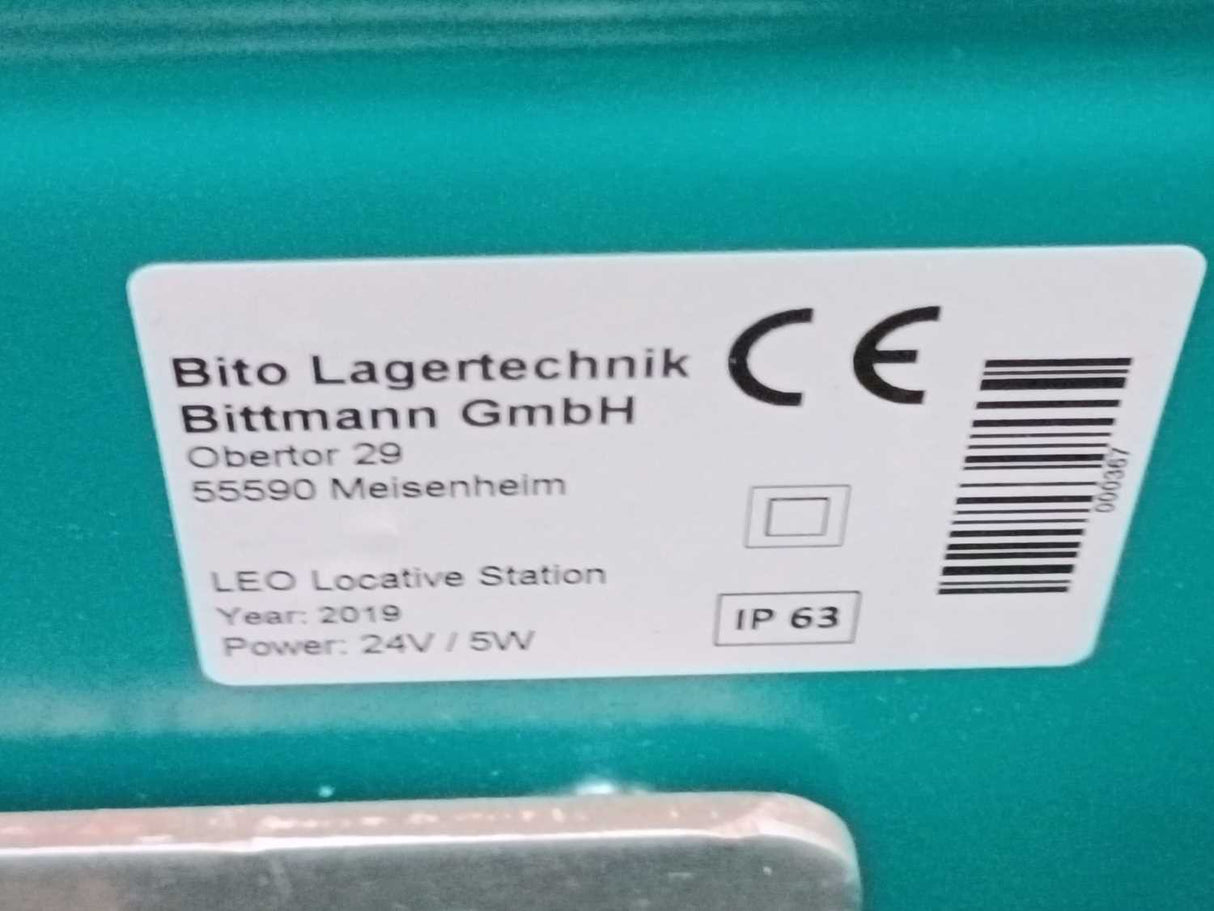 Bito Lagertechnik
Bittmann GmbH
Obertor 29
55590 Meisenheim
LEO Locative Station
Year: 2019
Power: 24V / 5W
CE
IP 63
000367